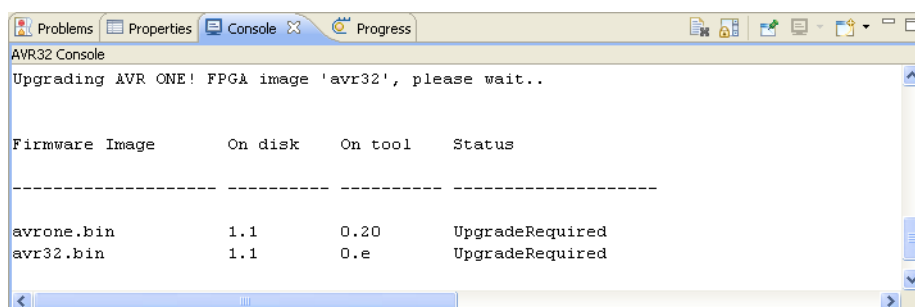 Problems Properties Console Progress
AVR32 Console
Upgrading AVR ONE! FPGA image 'avr32', please wait..
Firmware Image On disk On tool Status
-------------------- ---------- ---------- --------------------
avrone.bin 1.1 0.20 UpgradeRequired
avr32.bin 1.1 0.e UpgradeRequired